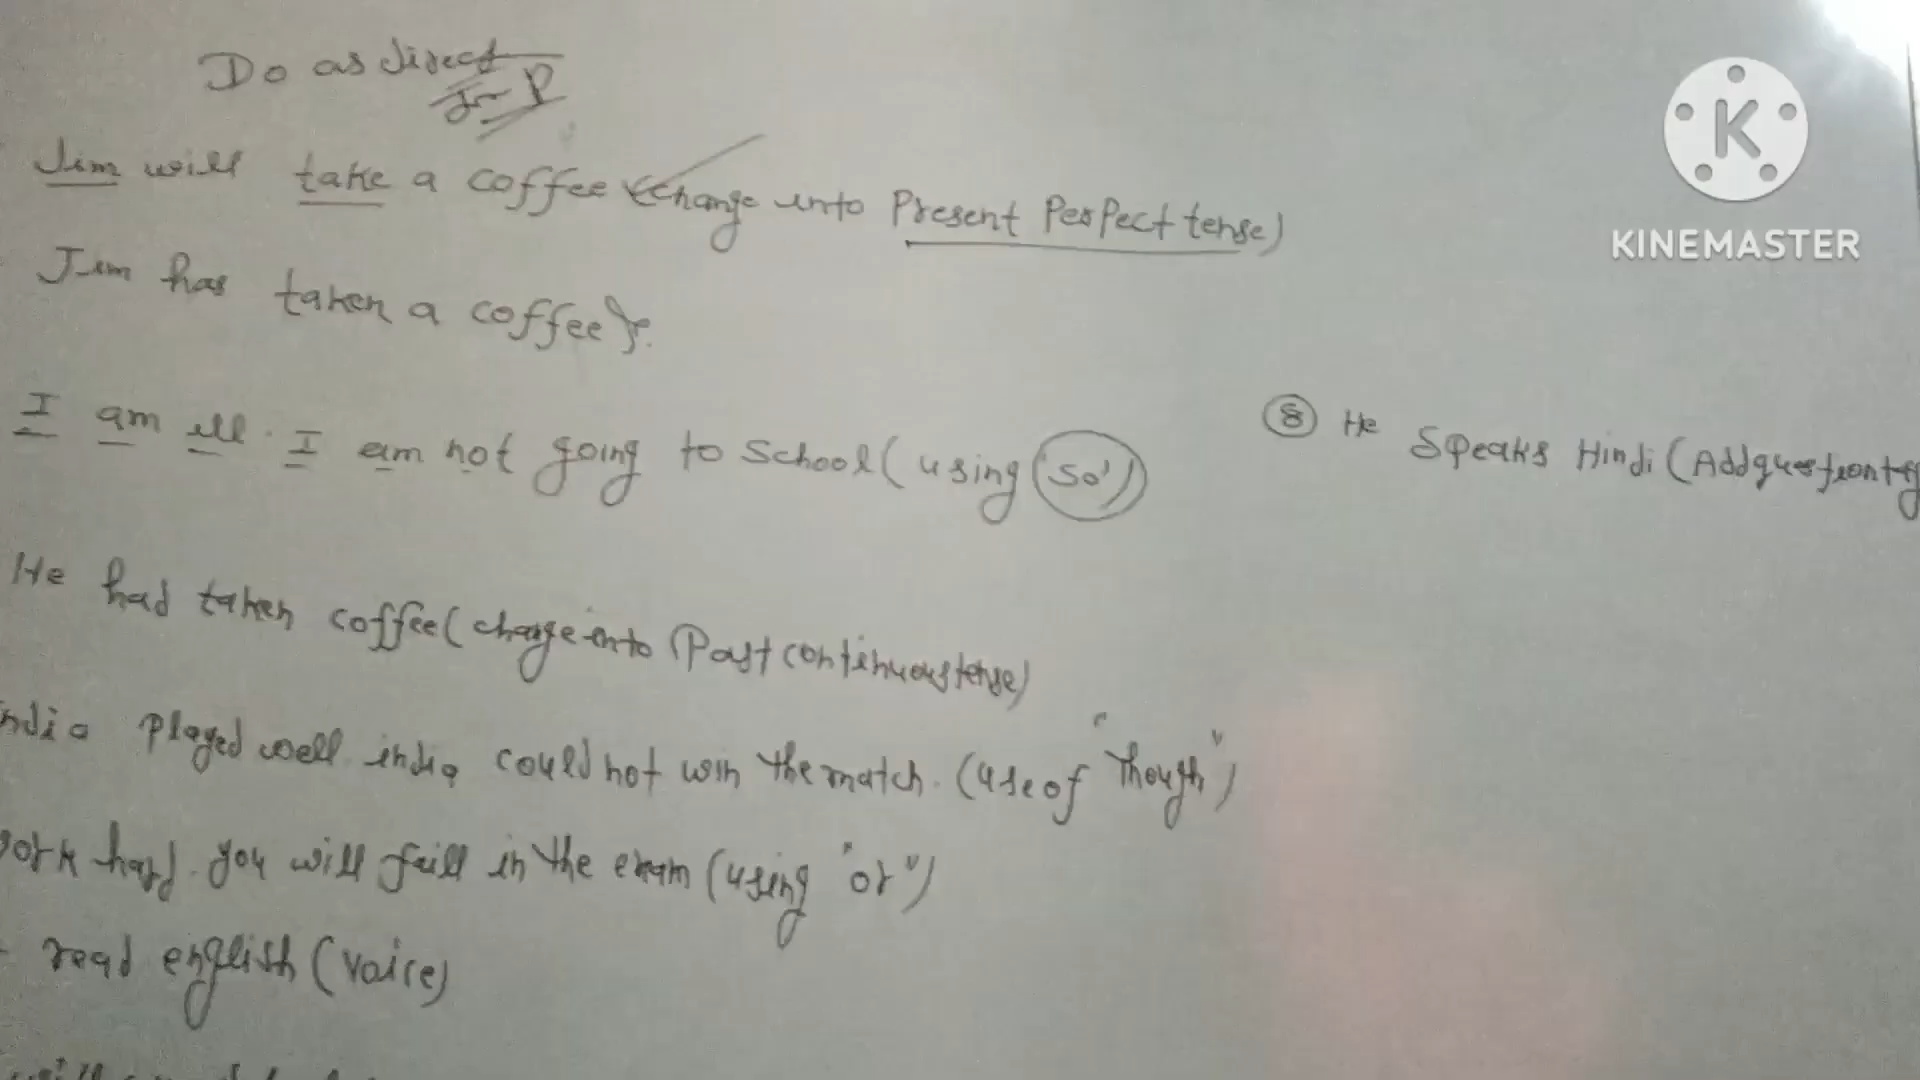 Do as direct
Jim will take a coffee (change into Present Perfect tense)
Jim has taken a coffee
I am ill. I am not going to School (using 'So')
He had taken coffee (change into Past continuous tense)
ndia Played well. india could not win the match. (use of "Though")
ork hard. you will faill in the exam (using "or")
read english (voice)
⑧ He Speaks Hindi (Add question tag
KINEMASTER